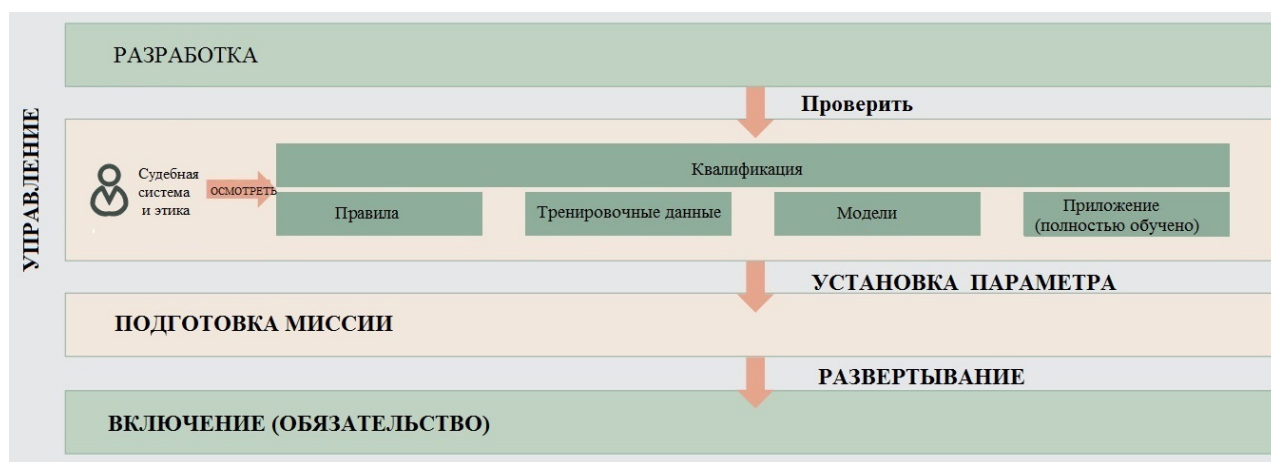 УПРАВЛЕНИЕ
РАЗРАБОТКА
Проверить
Судебная
система
и этика
ОСМОТРЕТЬ
Квалификация
Правила
Тренировочные данные
Модели
Приложение
(полностью обучено)
УСТАНОВКА ПАРАМЕТРА
ПОДГОТОВКА МИССИИ
РАЗВЕРТЫВАНИЕ
ВКЛЮЧЕНИЕ (ОБЯЗАТЕЛЬСТВО)